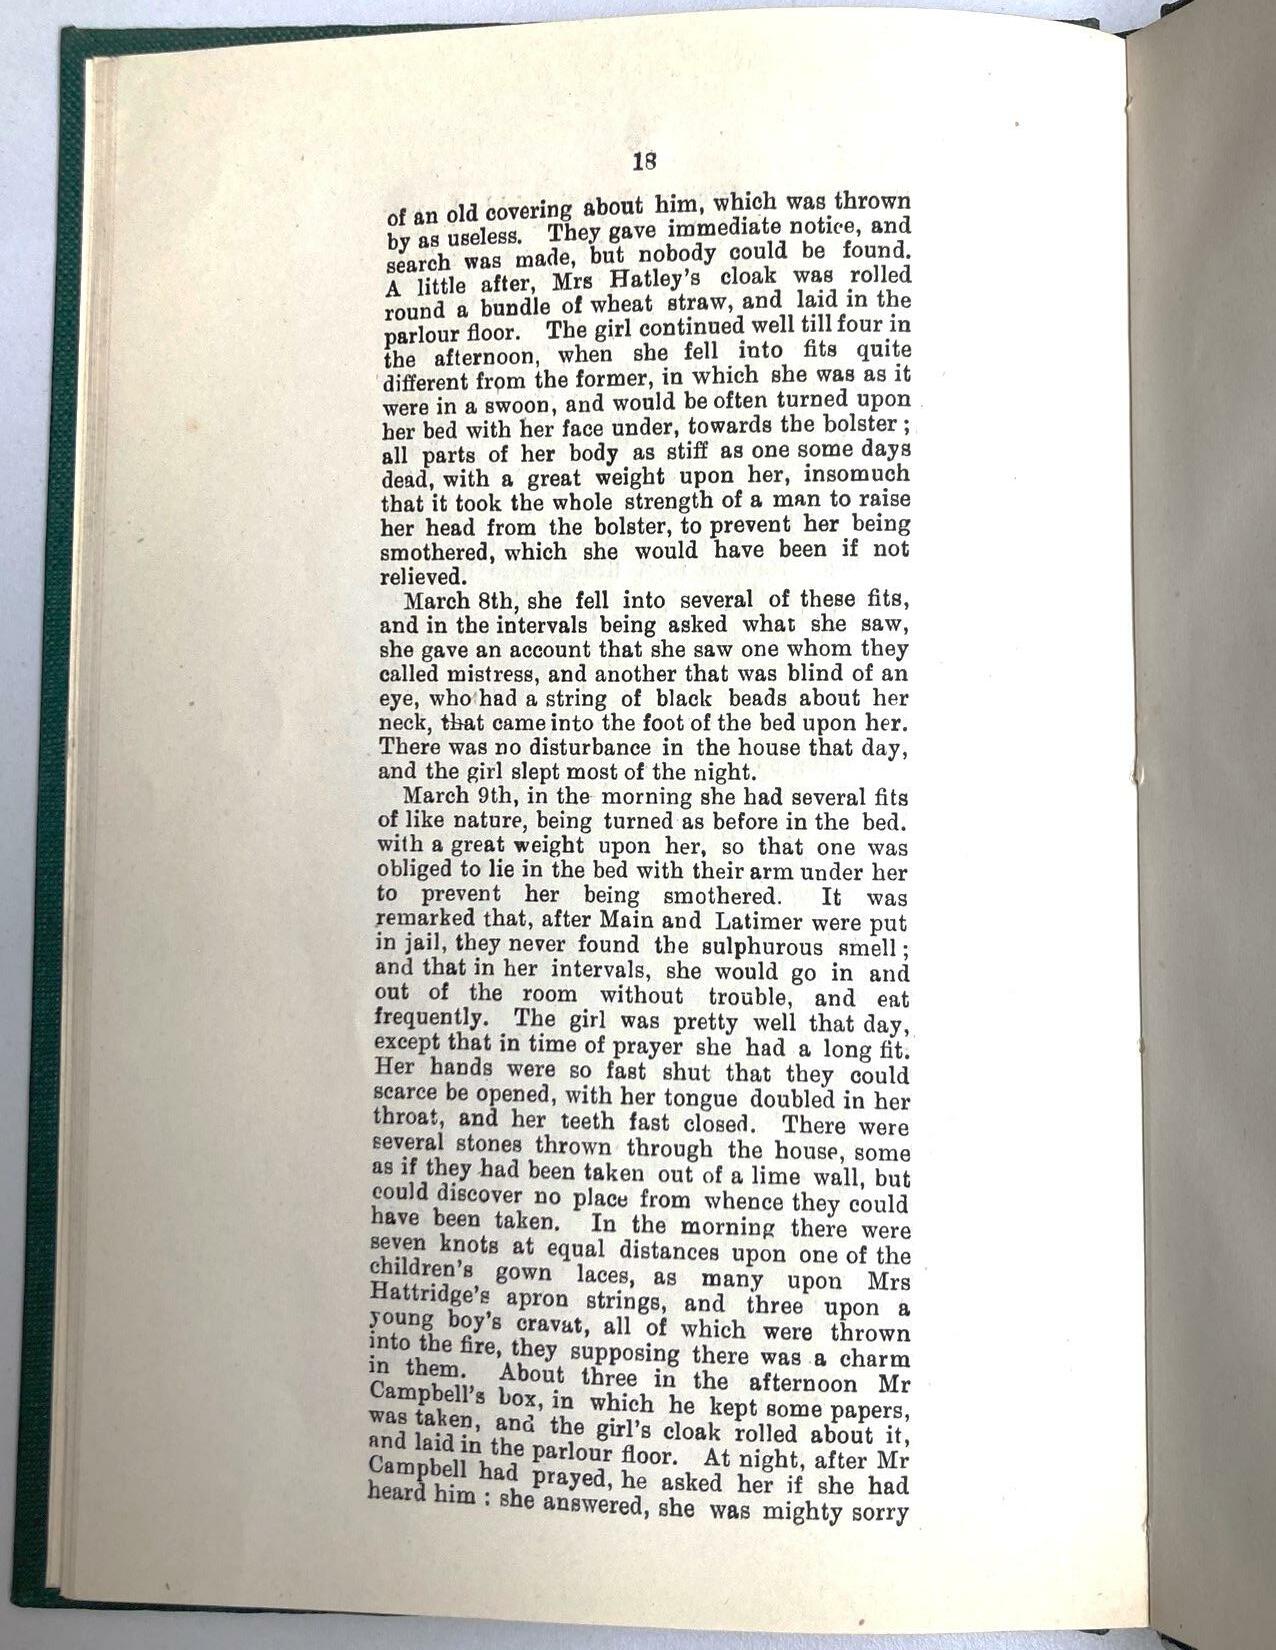 18
of an old covering about him, which was thrown
by as useless. They gave immediate notice, and
search was made, but nobody could be found.
A little after, Mrs Hatley's cloak was rolled
round a bundle of wheat straw, and laid in the
parlour floor. The girl continued well till four in
the afternoon, when she fell into fits quite
different from the former, in which she was as it
were in a swoon, and would be often turned upon
her bed with her face under, towards the bolster ;
all parts of her body as stiff as one some days
dead, with a great weight upon her, insomuch
that it took the whole strength of a man to raise
her head from the bolster, to prevent her being
smothered, which she would have been if not
relieved.
March 8th, she fell into several of these fits,
and in the intervals being asked what she saw,
she gave an account that she saw one whom they
called mistress, and another that was blind of an
eye, who had a string of black beads about her
neck, that came into the foot of the bed upon her.
There was no disturbance in the house that day,
and the girl slept most of the night.
March 9th, in the morning she had several fits
of like nature, being turned as before in the bed.
with a great weight upon her, so that one was
obliged to lie in the bed with their arm under her
to prevent her being smothered. It was
remarked that, after Main and Latimer were put
in jail, they never found the sulphurous smell ;
and that in her intervals, she would go in and
out of the room without trouble, and eat
frequently. The girl was pretty well that day,
except that in time of prayer she had a long fit.
Her hands were so fast shut that they could
scarce be opened, with her tongue doubled in her
throat, and her teeth fast closed. There were
several stones thrown through the house, some
as if they had been taken out of a lime wall, but
could discover no place from whence they could
have been taken. In the morning there were
seven knots at equal distances upon one of the
children's gown laces, as many upon Mrs
Hattridge's apron strings, and three upon a
young boy's cravat, all of which were thrown
into the fire, they supposing there was a charm
in them. About three in the afternoon Mr
Campbell's box, in which he kept some papers,
was taken, and the girl's cloak rolled about it,
and laid in the parlour floor. At night, after Mr
Campbell had prayed, he asked her if she had
heard him : she answered, she was mighty sorry